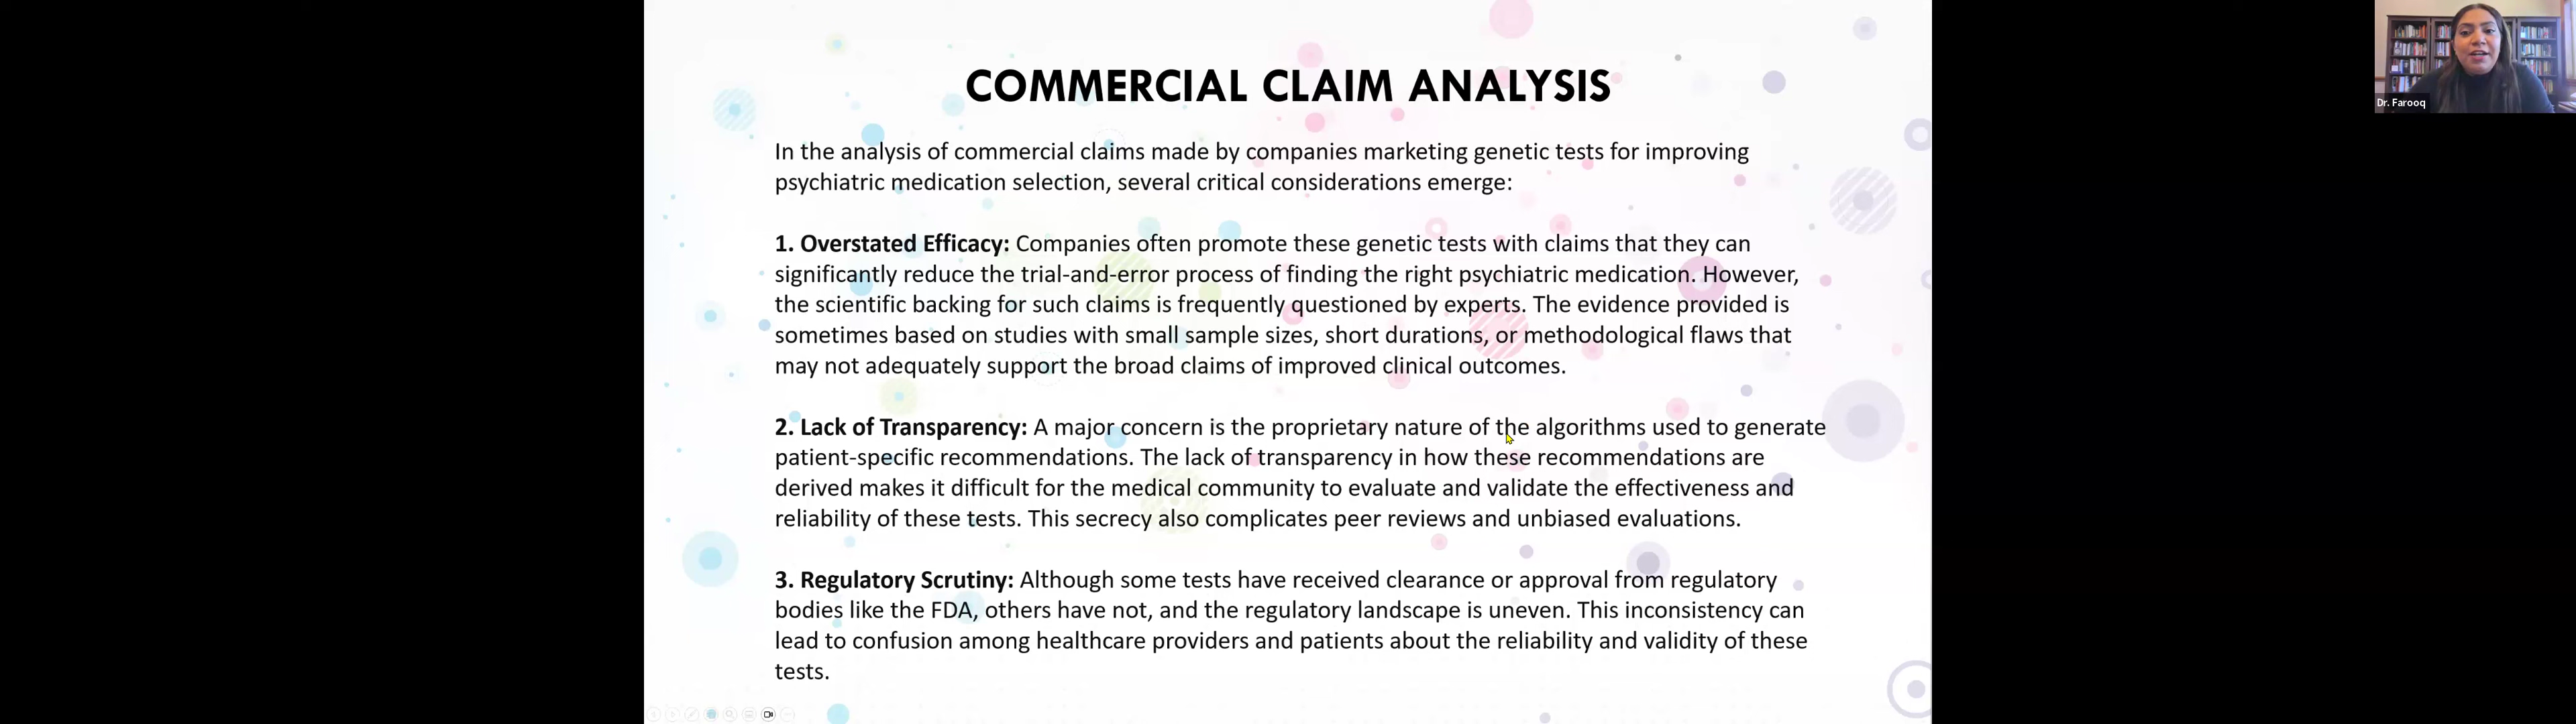 COMMERCIAL CLAIM ANALYSIS
In the analysis of commercial claims made by companies marketing genetic tests for improving
psychiatric medication selection, several critical considerations emerge:
1. Overstated Efficacy: Companies often promote these genetic tests with claims that they can
significantly reduce the trial-and-error process of finding the right psychiatric medication. However,
the scientific backing for such claims is frequently questioned by experts. The evidence provided is
sometimes based on studies with small sample sizes, short durations, or methodological flaws that
may not adequately support the broad claims of improved clinical outcomes.
2. Lack of Transparency: A major concern is the proprietary nature of the algorithms used to generate
patient-specific recommendations. The lack of transparency in how these recommendations are
derived makes it difficult for the medical community to evaluate and validate the effectiveness and
reliability of these tests. This secrecy also complicates peer reviews and unbiased evaluations.
3. Regulatory Scrutiny: Although some tests have received clearance or approval from regulatory
bodies like the FDA, others have not, and the regulatory landscape is uneven. This inconsistency can
lead to confusion among healthcare providers and patients about the reliability and validity of these
tests.
Dr. Farooq